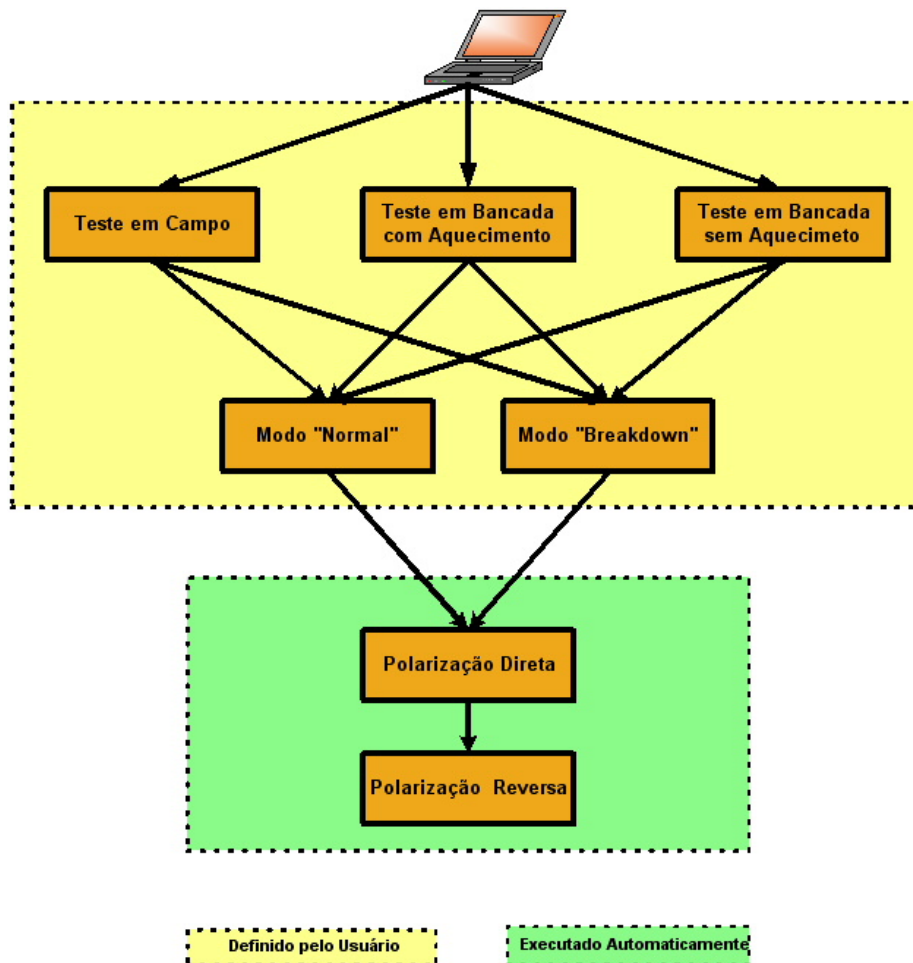 Teste em Campo
Teste em Bancada
com Aquecimento
Teste em Bancada
sem Aquecimeto
Modo "Normal"
Modo "Breakdown"
Polarização Direta
Polarização Reversa
Definido pelo Usuário
Executado Automaticamente